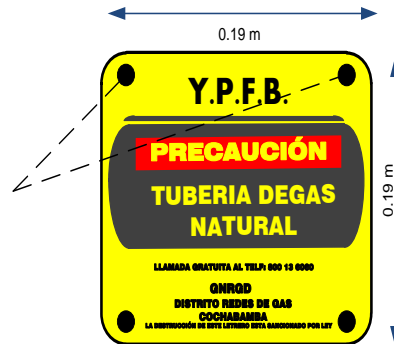 0.19 m
Y.P.F.B.
PRECAUCIÓN
TUBERIA DEGAS
NATURAL
LLAMADA GRATUITA AL TELF: 800 13 6060
GNRGD
DISTRITO REDES DE GAS
COCHABAMBA
LA DESTRUCCIÓN DE ESTE LETRERO ESTA SANCIONADO POR LEY
0.19 m